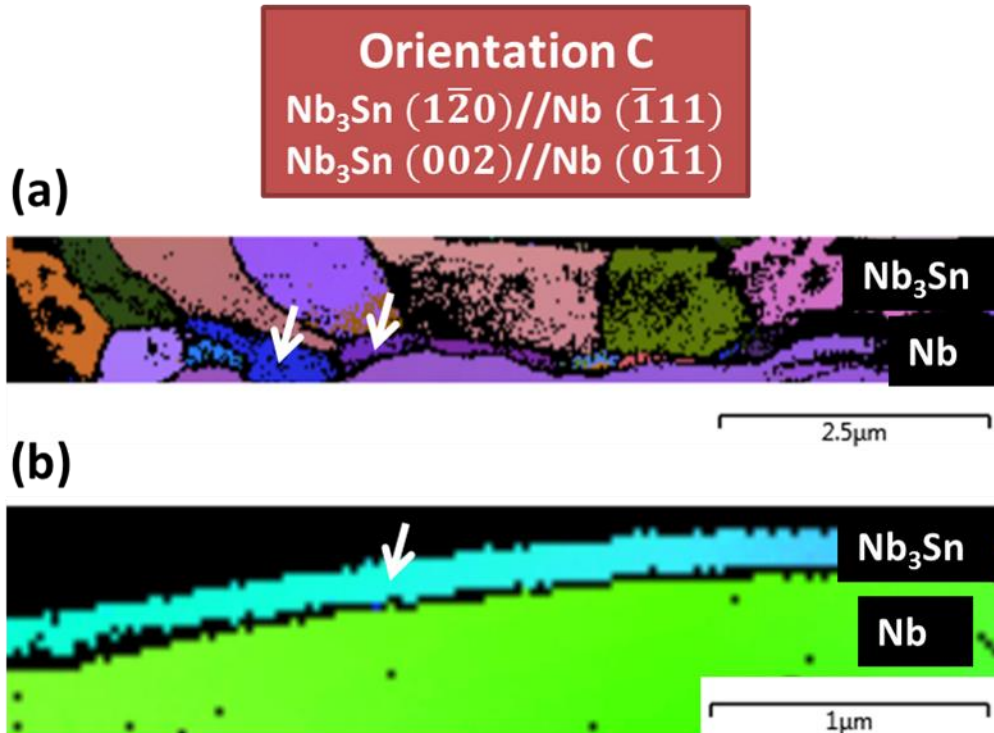 Orientation C
Nb₃Sn (12̅0)//Nb (1̅11)
Nb₃Sn (002)//Nb (01̅1)
(a)
Nb₃Sn
Nb
2.5μm
(b)
Nb₃Sn
Nb
1μm